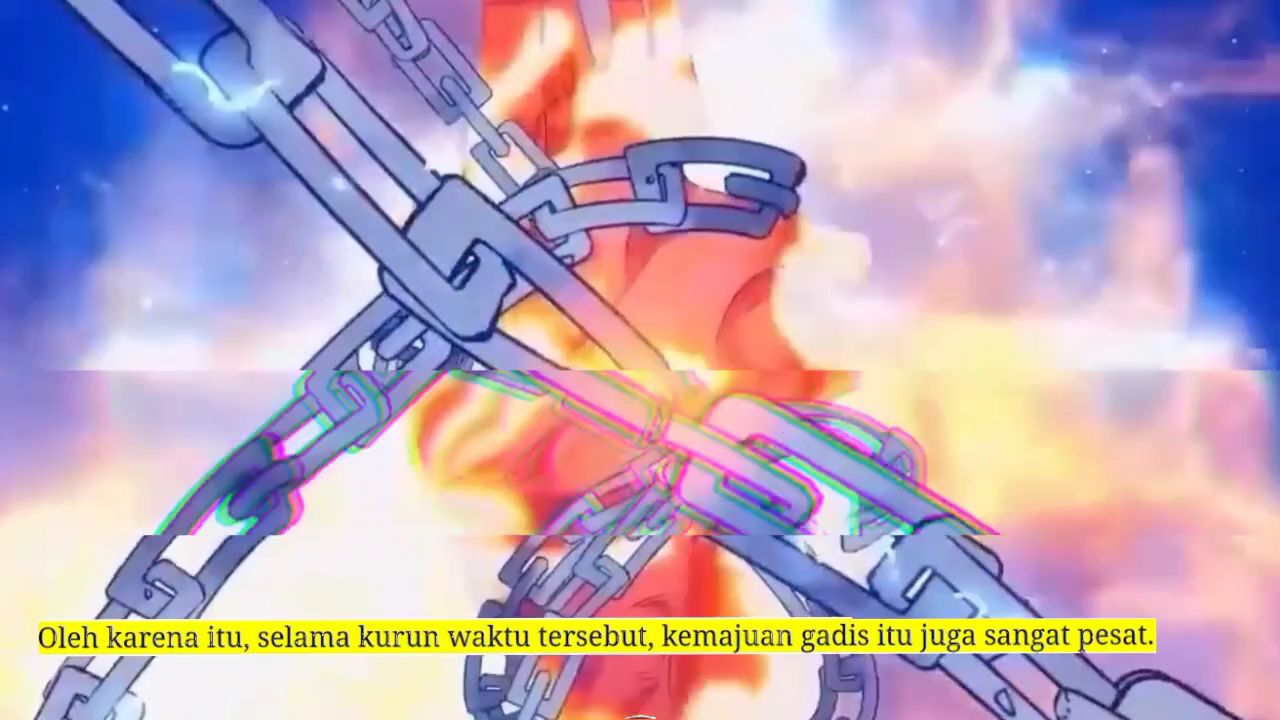 Oleh karena itu, selama kurun waktu tersebut, kemajuan gadis itu juga sangat pesat.